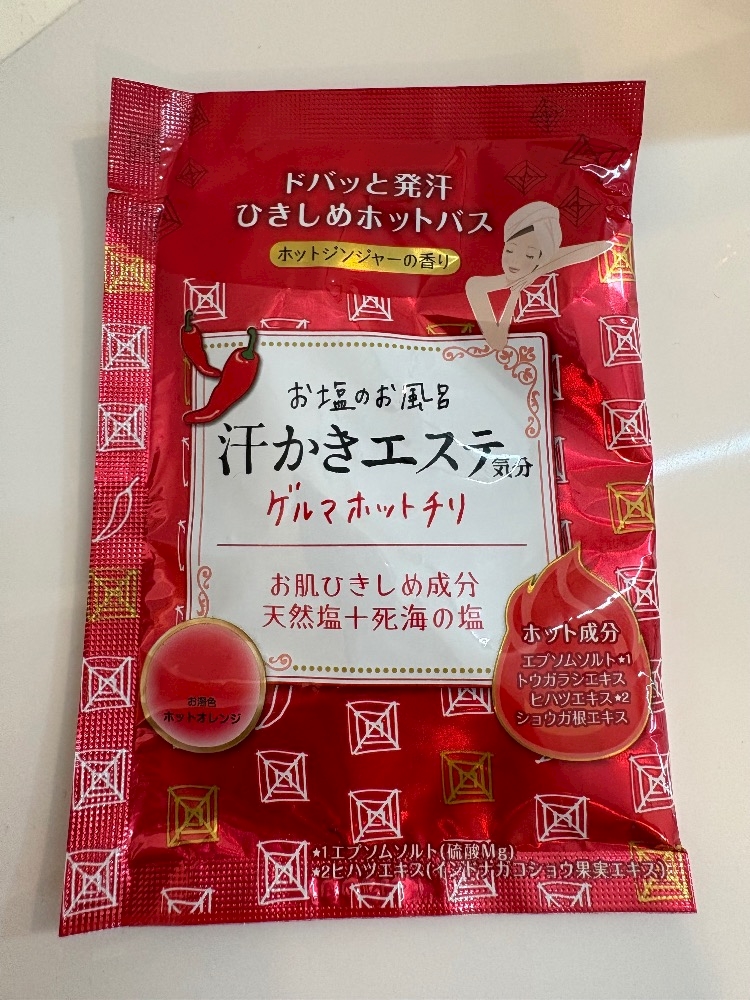 ドバッと発汗
ひきしめホットバス
ホットジンジャーの香り
お塩のお風呂
汗かきエステ気分
ゲルマホットチリ
お肌ひきしめ成分
天然塩+死海の塩
ホット成分
エプソムソルト★1
トウガラシエキス
ヒハツエキス★2
ショウガ根エキス
お湯色
ホットオレンジ
★1エプソムソルト(硫酸Mg)
★2ヒハツエキス(インドナガコショウ果実エキス)